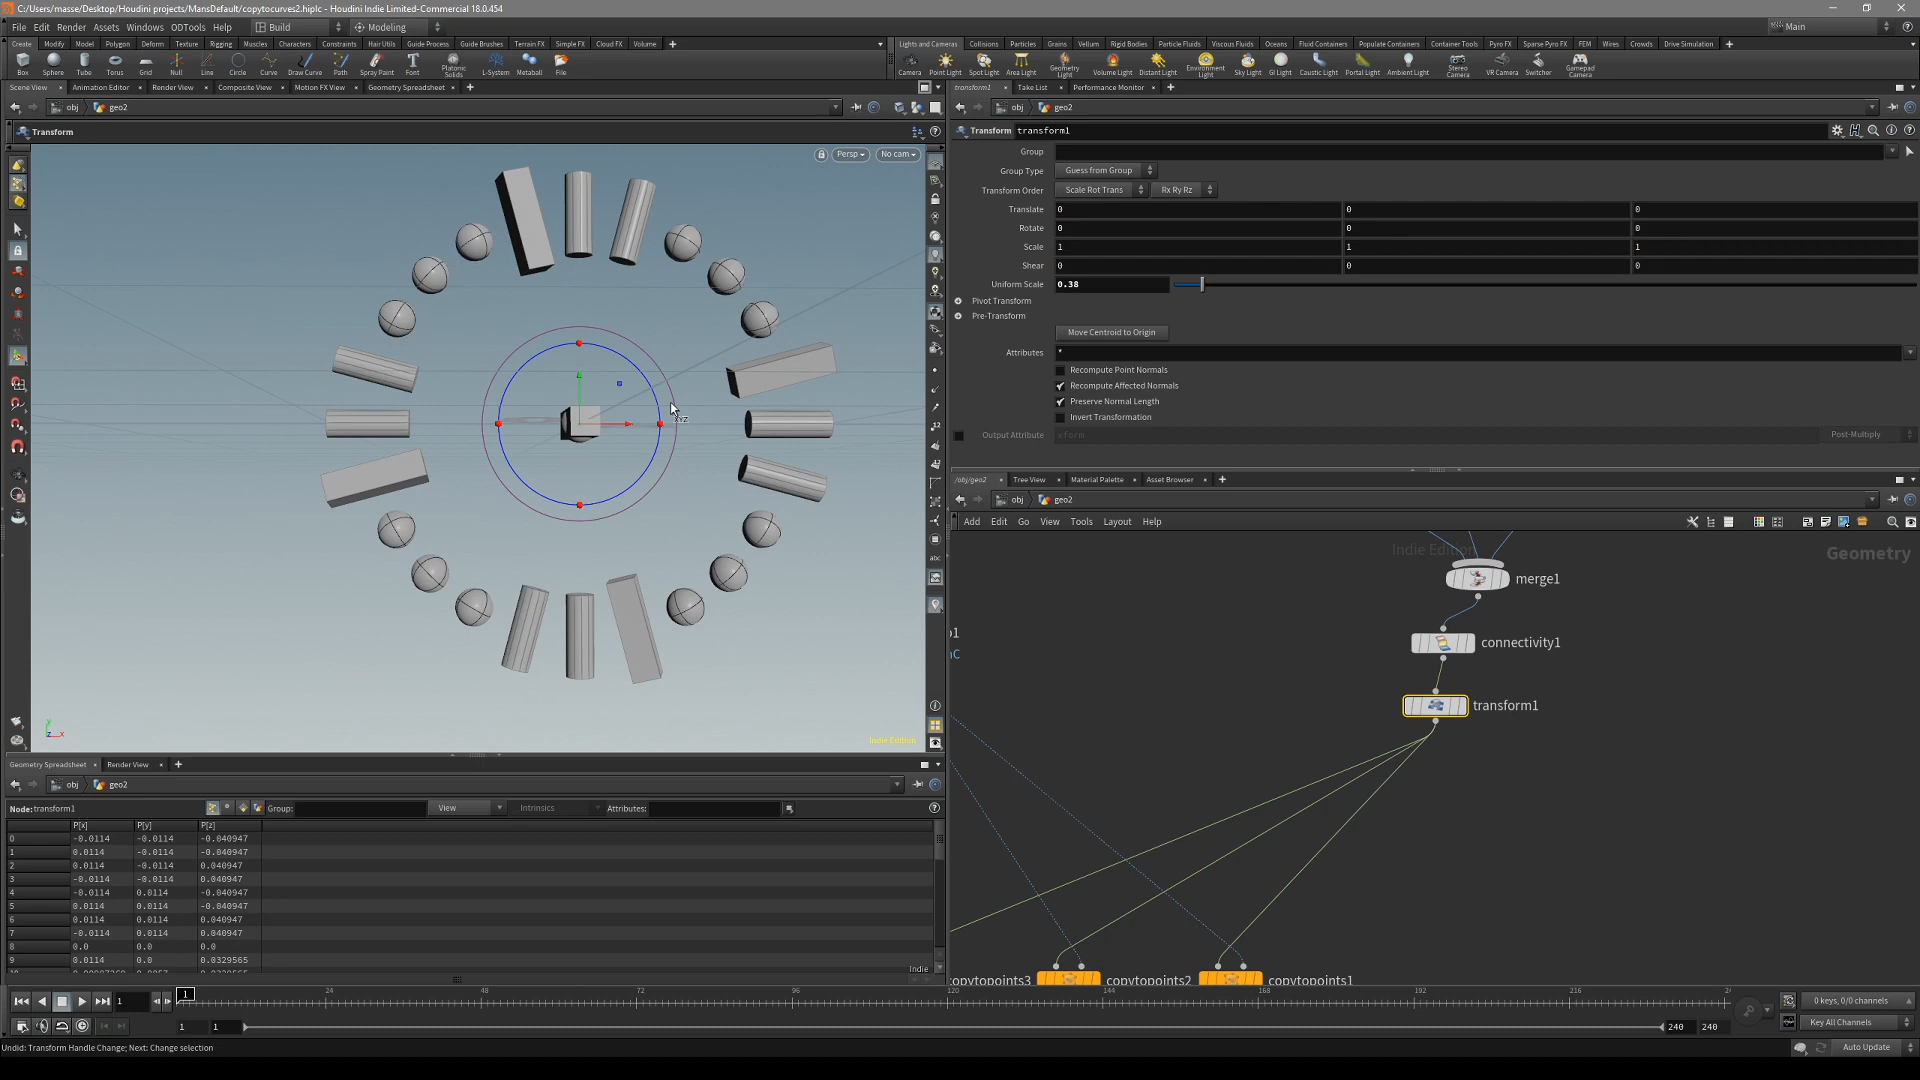 C:/Users/masse/Desktop/Houdini projects/MansDefault/copytocurves2.hiplc - Houdini Indie Limited-Commercial 18.0.454
File Edit Render Assets Windows ODTools Help Build Modeling Main
Create Modify Model Polygon Deform Texture Rigging Muscles Characters Constraints Hair Utils Guide Process Guide Brushes Terrain FX Simple FX Cloud FX Volume
Lights and Cameras Collisions Particles Grains Vellum Rigid Bodies Particle Fluids Viscous Fluids Oceans Fluid Containers Populate Containers Container Tools Pyro FX Sparse Pyro FX FEM Wires Crowds Drive Simulation
Box Sphere Tube Torus Grid Null Line Circle Curve Draw Curve Path Spray Paint Font Platonic Solids L-System Metaball File
Camera Point Light Spot Light Area Light Geometry Light Volume Light Distant Light Environment Light Sky Light GI Light Caustic Light Portal Light Ambient Light Stereo Camera VR Camera Switcher Gamepad Camera
Scene View Animation Editor Render View Composite View Motion FX View Geometry Spreadsheet
transform1 Take List Performance Monitor
obj geo2
obj geo2
Transform
Transform transform1
Persp No cam
Group
Group Type Guess from Group
Transform Order Scale Rot Trans Rx Ry Rz
Translate 0 0 0
Rotate 0 0 0
Scale 1 1 1
Shear 0 0 0
Uniform Scale 0.38
Pivot Transform
Pre-Transform
Move Centroid to Origin
Attributes *
Recompute Point Normals
Recompute Affected Normals
Preserve Normal Length
Invert Transformation
Output Attribute xform Post-Multiply
XYZ
/obj/geo2 Tree View Material Palette Asset Browser
obj geo2
Add Edit Go View Tools Layout Help
Indie Edition
Geometry
merge1
connectivity1
transform1
copytopoints3 copytopoints2 copytopoints1
Indie Edition
y
z x
Geometry Spreadsheet Render View
obj geo2
Node: transform1 Group: View Intrinsics Attributes:
P[x] P[y] P[z]
0 -0.0114 -0.0114 -0.040947
1 0.0114 -0.0114 -0.040947
2 0.0114 -0.0114 0.040947
3 -0.0114 -0.0114 0.040947
4 -0.0114 0.0114 -0.040947
5 0.0114 0.0114 -0.040947
6 0.0114 0.0114 0.040947
7 -0.0114 0.0114 0.040947
8 0.0 0.0 0.0
9 0.0114 0.0 0.0329565
Indie
1 1 24 48 72 96 120 144 168 192 216
0 keys, 0/0 channels
1 1 240 240 Key All Channels
Undid: Transform Handle Change; Next: Change selection
Auto Update